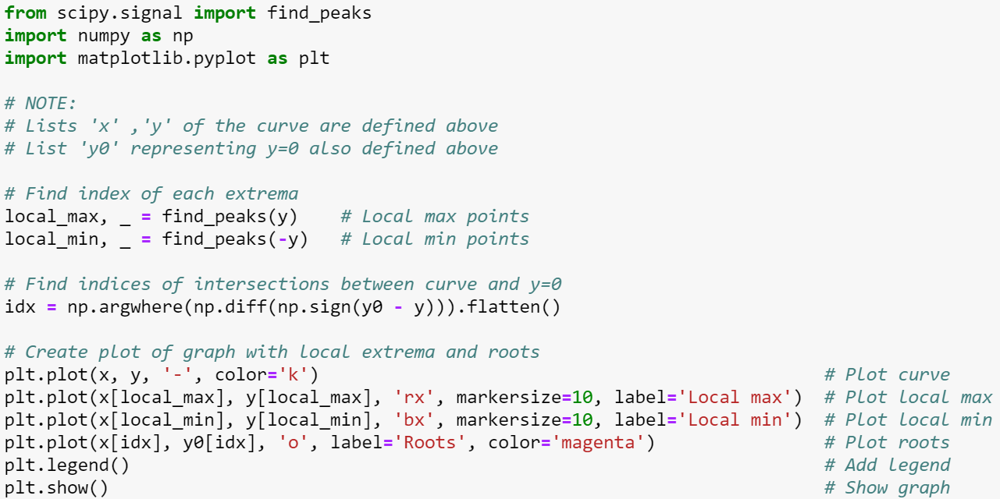 from scipy.signal import find_peaks
import numpy as np
import matplotlib.pyplot as plt
# NOTE:
# Lists 'x' ,'y' of the curve are defined above
# List 'y0' representing y=0 also defined above
# Find index of each extrema
local_max, _ = find_peaks(y)    # Local max points
local_min, _ = find_peaks(-y)   # Local min points
# Find indices of intersections between curve and y=0
idx = np.argwhere(np.diff(np.sign(y0 - y))).flatten()
# Create plot of graph with local extrema and roots
plt.plot(x, y, '-', color='k')                                                # Plot curve
plt.plot(x[local_max], y[local_max], 'rx', markersize=10, label='Local max')  # Plot local max
plt.plot(x[local_min], y[local_min], 'bx', markersize=10, label='Local min')  # Plot local min
plt.plot(x[idx], y0[idx], 'o', label='Roots', color='magenta')                # Plot roots
plt.legend()                                                                  # Add legend
plt.show()                                                                    # Show graph